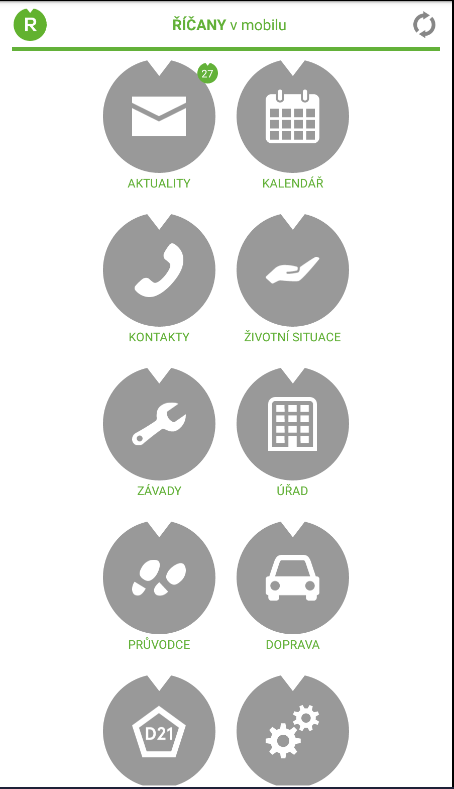 R
ŘÍČANY v mobilu
27
AKTUALITY
KALENDÁŘ
KONTAKTY
ŽIVOTNÍ SITUACE
ZÁVADY
ÚŘAD
PRŮVODCE
DOPRAVA
D21